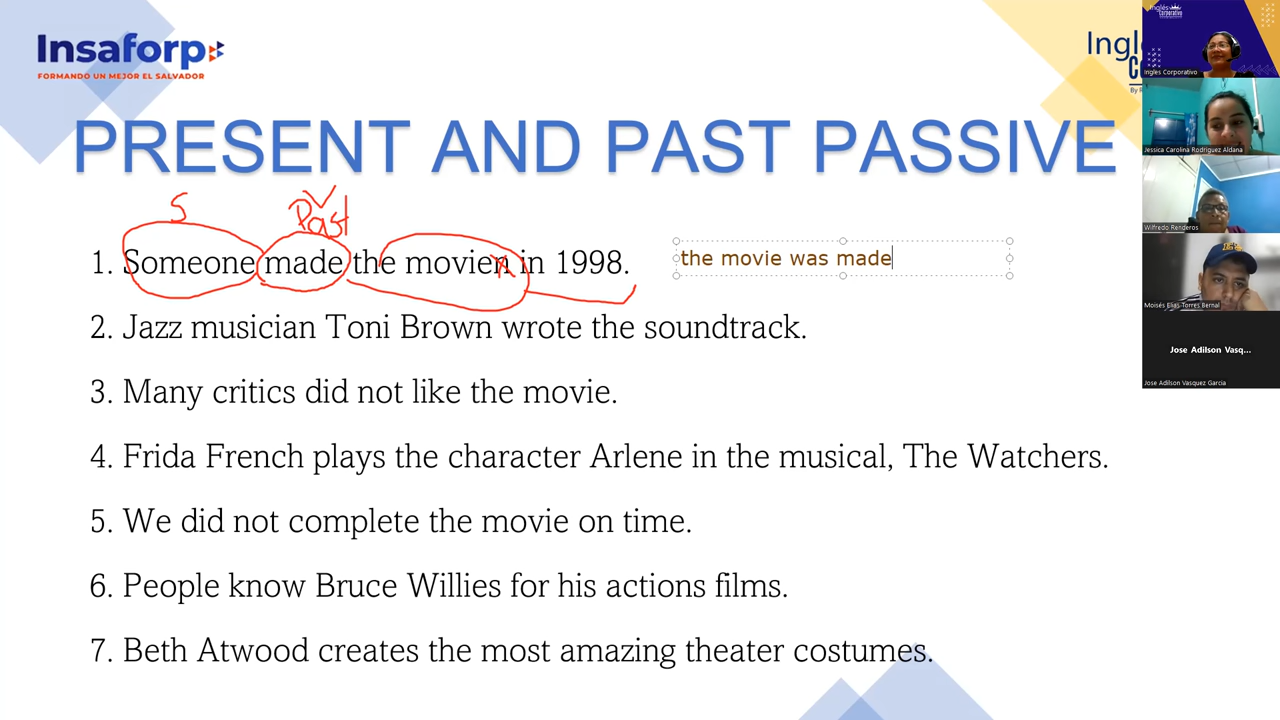 Insaforp
FORMANDO UN MEJOR EL SALVADOR
Inglés Corporativo
Ingles Corporativo
PRESENT AND PAST PASSIVE
Jessica Carolina Rodriguez Aldana
S
Past
Wilfredo Renderos
1. Someone made the movien in 1998.
the movie was made
Moisés Elias Torres Bernal
2. Jazz musician Toni Brown wrote the soundtrack.
Jose Adilson Vasq...
Jose Adilson Vasquez Garcia
3. Many critics did not like the movie.
4. Frida French plays the character Arlene in the musical, The Watchers.
5. We did not complete the movie on time.
6. People know Bruce Willies for his actions films.
7. Beth Atwood creates the most amazing theater costumes.